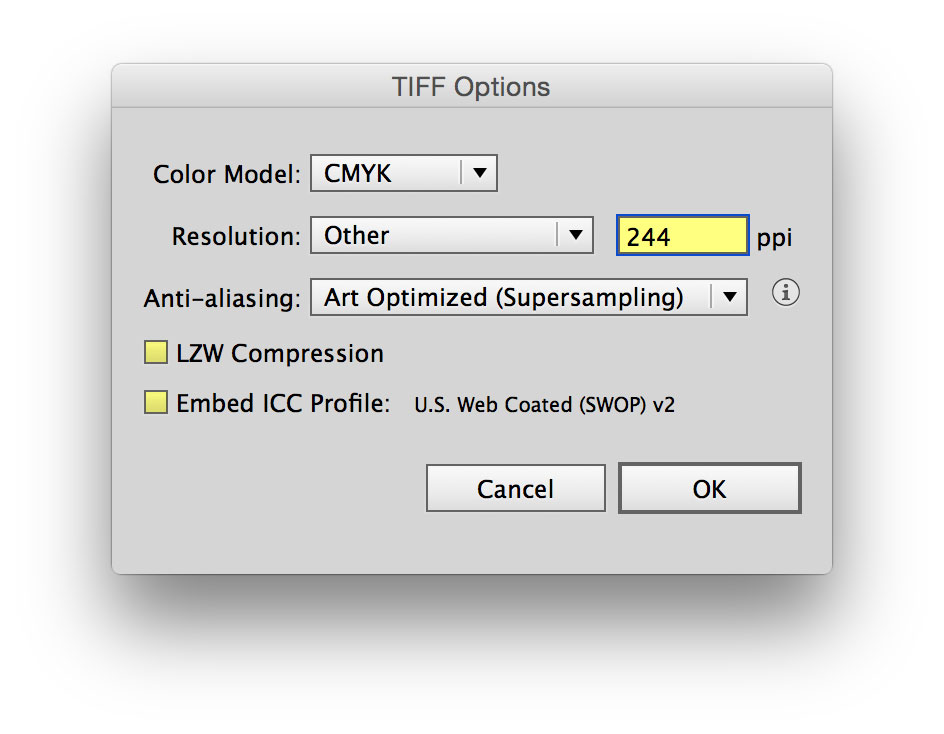 TIFF Options
Color Model: CMYK
Resolution: Other 244 ppi
Anti-aliasing: Art Optimized (Supersampling)
LZW Compression
Embed ICC Profile: U.S. Web Coated (SWOP) v2
Cancel OK